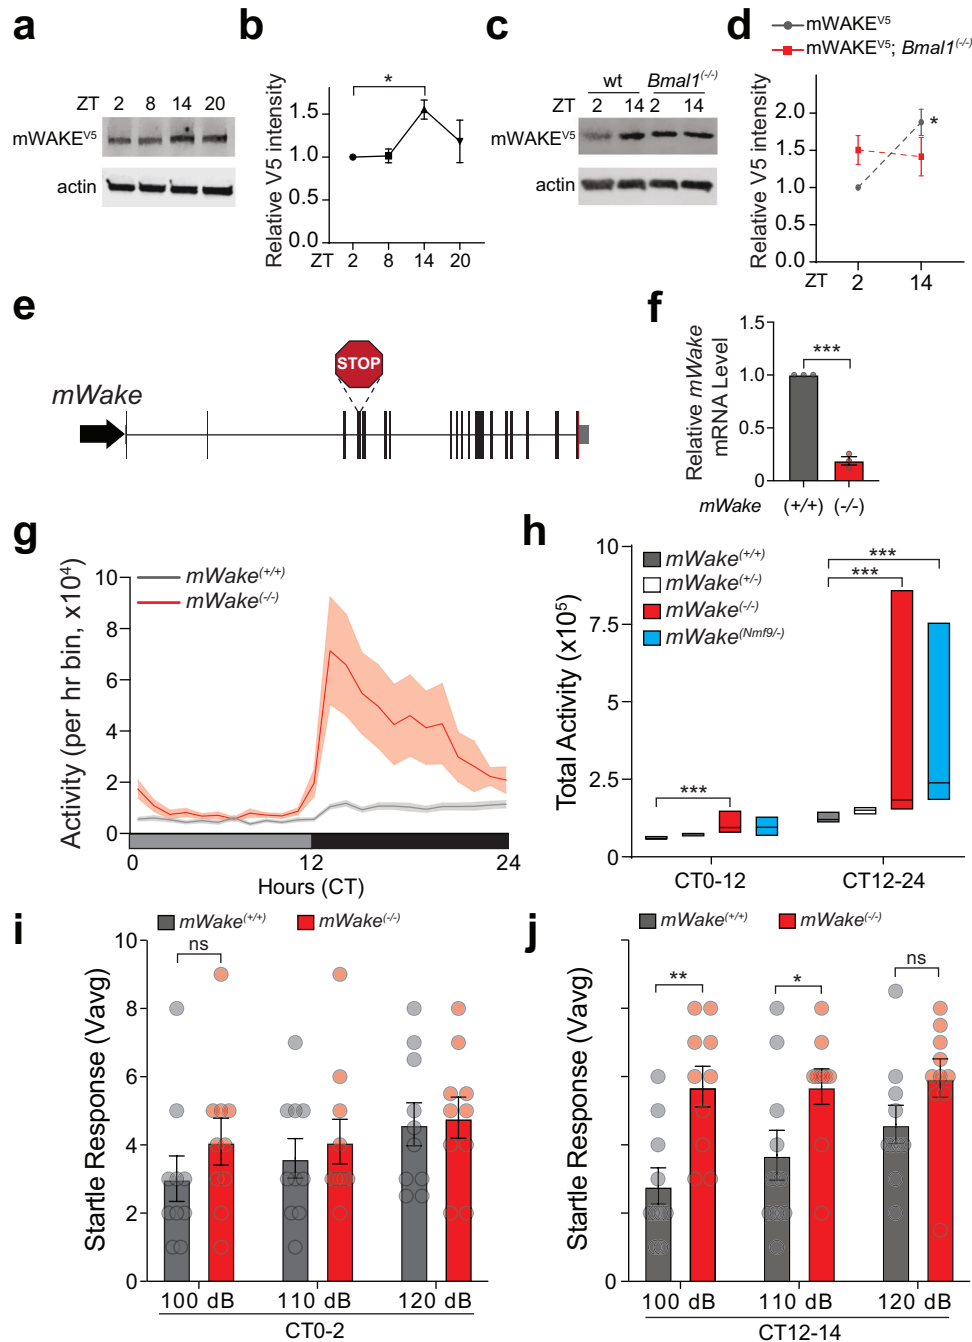 a
ZT 2 8 14 20
mWAKE^V5
actin
b
*
Relative V5 intensity
1.5
1.0
0.0
ZT 2 8 14 20
c
wt Bmal1^(-/-)
ZT 2 14 2 14
mWAKE^V5
actin
d
mWAKE^V5
mWAKE^V5; Bmal1^(-/-)
Relative V5 intensity
2.0
1.5
1.0
0.0
*
ZT 2 14
e
STOP
mWake
f
Relative mWake
mRNA Level
1.5
1.0
0.5
0
***
mWake (+/+) (-/-)
g
Activity (per hr bin, x10^4)
10
8
6
4
2
0
mWake^(+/+)
mWake^(-/-)
0 12 24
Hours (CT)
h
Total Activity (x10^5)
10
7.5
5
2.5
0
mWake^(+/+)
mWake^(+/-)
mWake^(-/-)
mWake^(Nmf9/-)
***
***
***
CT0-12 CT12-24
i
mWake^(+/+) mWake^(-/-)
Startle Response (Vavg)
10
8
6
4
2
0
ns
100 dB 110 dB 120 dB
CT0-2
j
mWake^(+/+) mWake^(-/-)
Startle Response (Vavg)
** * ns
100 dB 110 dB 120 dB
CT12-14